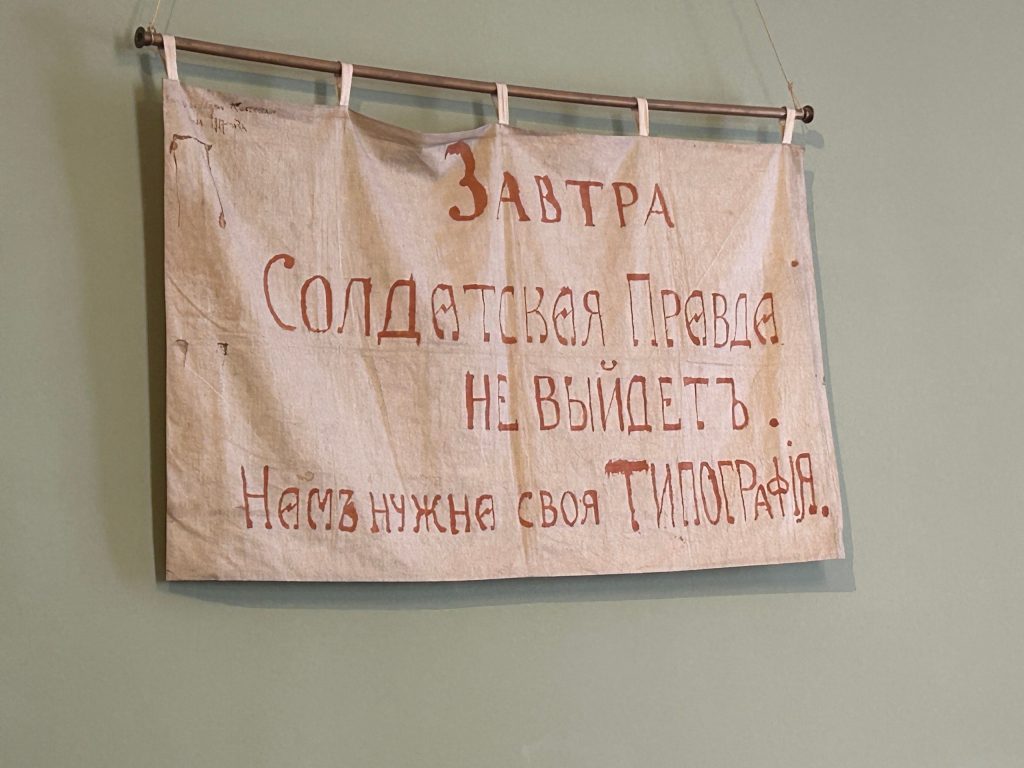 Завтра
Солдатская Правда
не выйдетъ.
Намъ нужна своя Типографія.